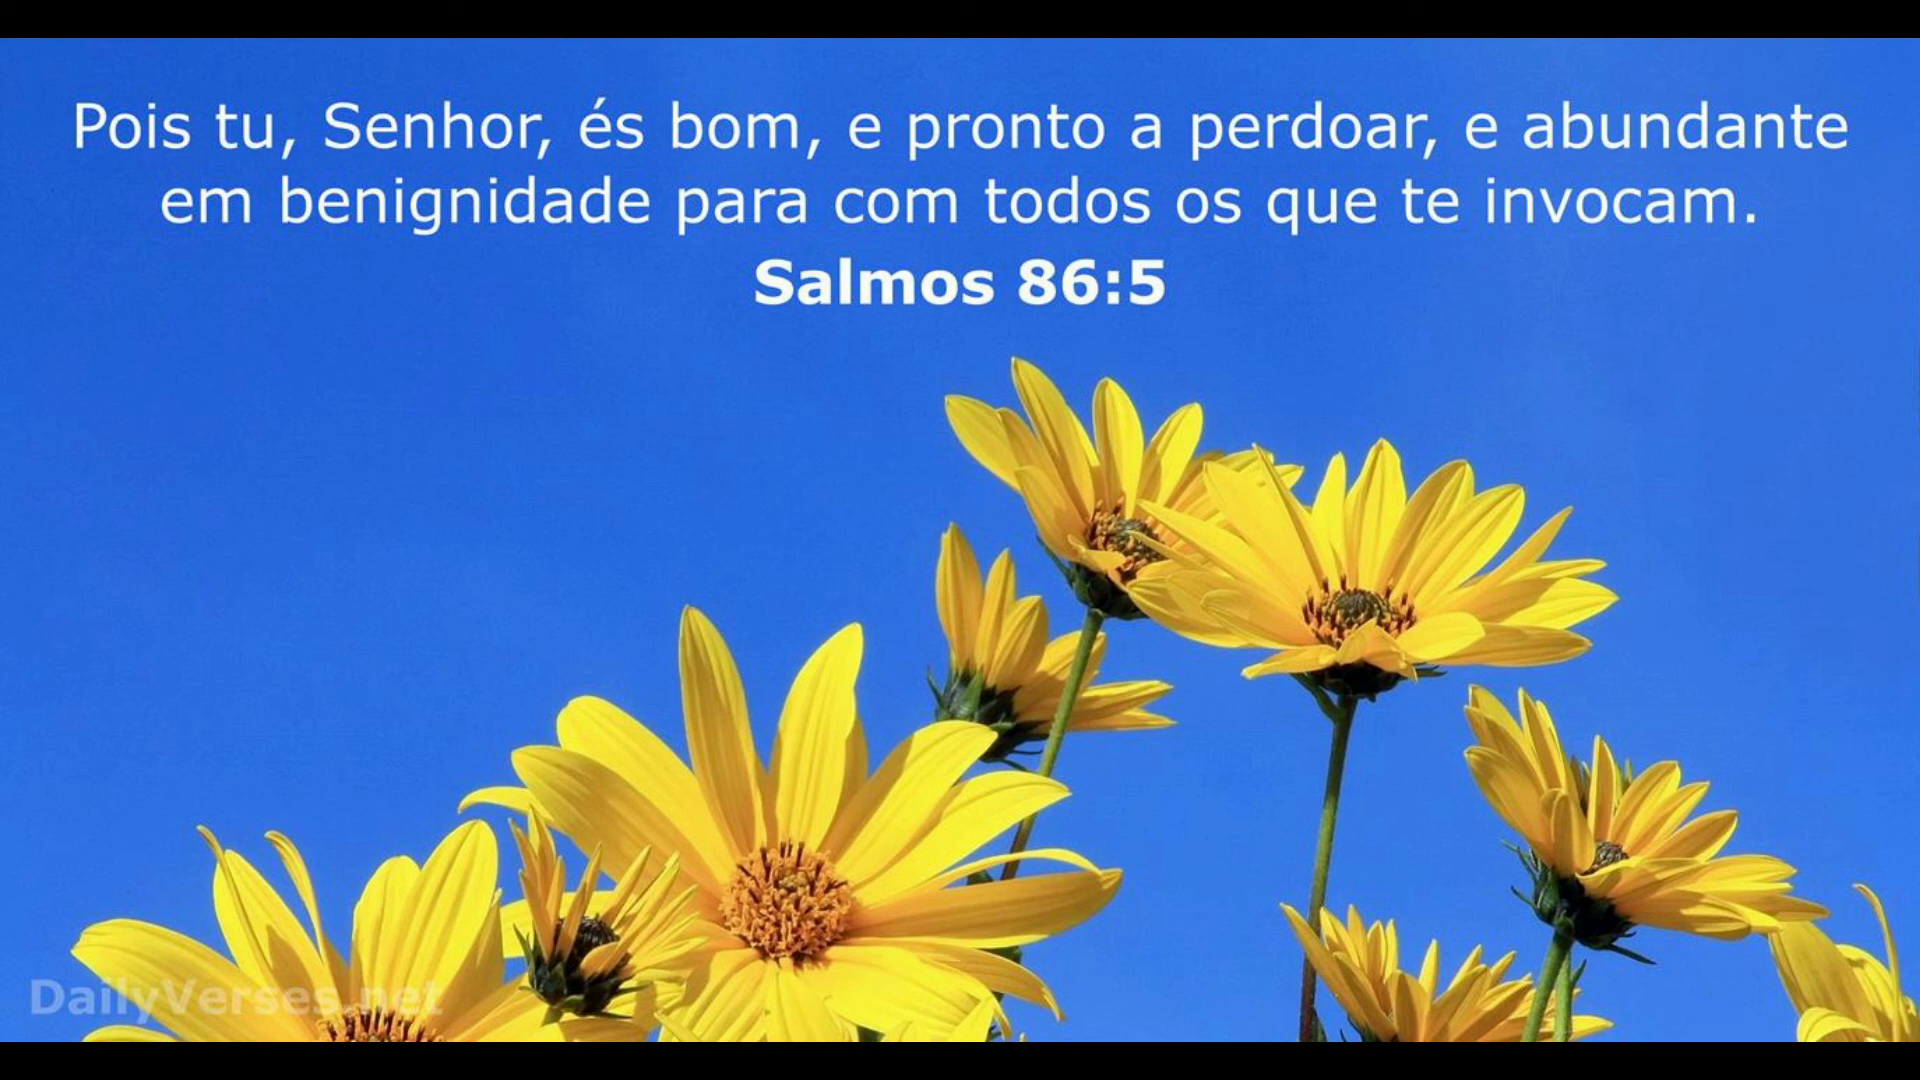 Pois tu, Senhor, és bom, e pronto a perdoar, e abundante
em benignidade para com todos os que te invocam.
Salmos 86:5
DailyVerses.net